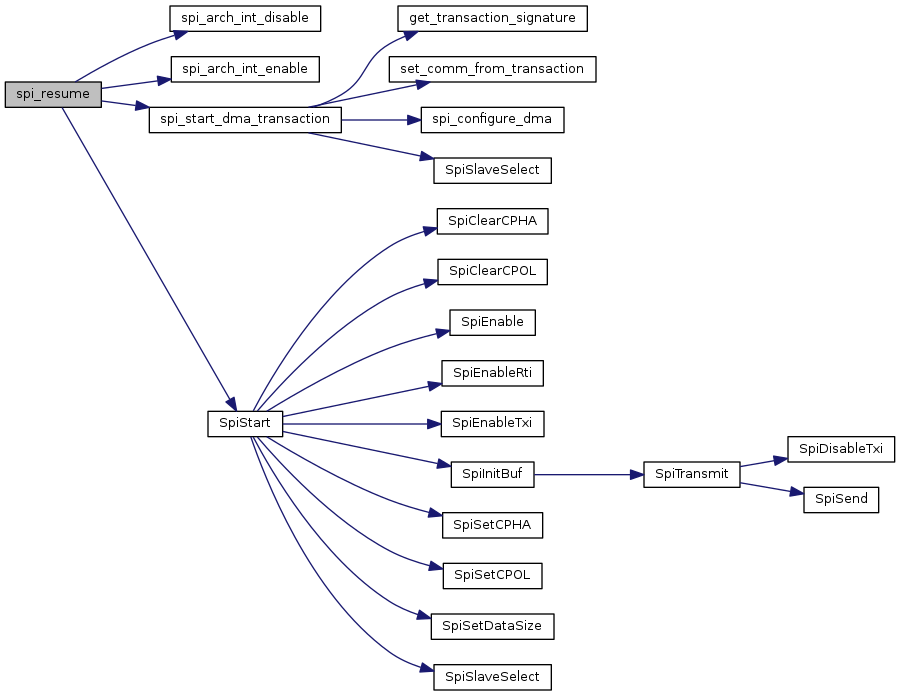 spi_resume
spi_arch_int_disable
spi_arch_int_enable
spi_start_dma_transaction
get_transaction_signature
set_comm_from_transaction
spi_configure_dma
SpiSlaveSelect
SpiStart
SpiClearCPHA
SpiClearCPOL
SpiEnable
SpiEnableRti
SpiEnableTxi
SpiInitBuf
SpiTransmit
SpiDisableTxi
SpiSend
SpiSetCPHA
SpiSetCPOL
SpiSetDataSize
SpiSlaveSelect